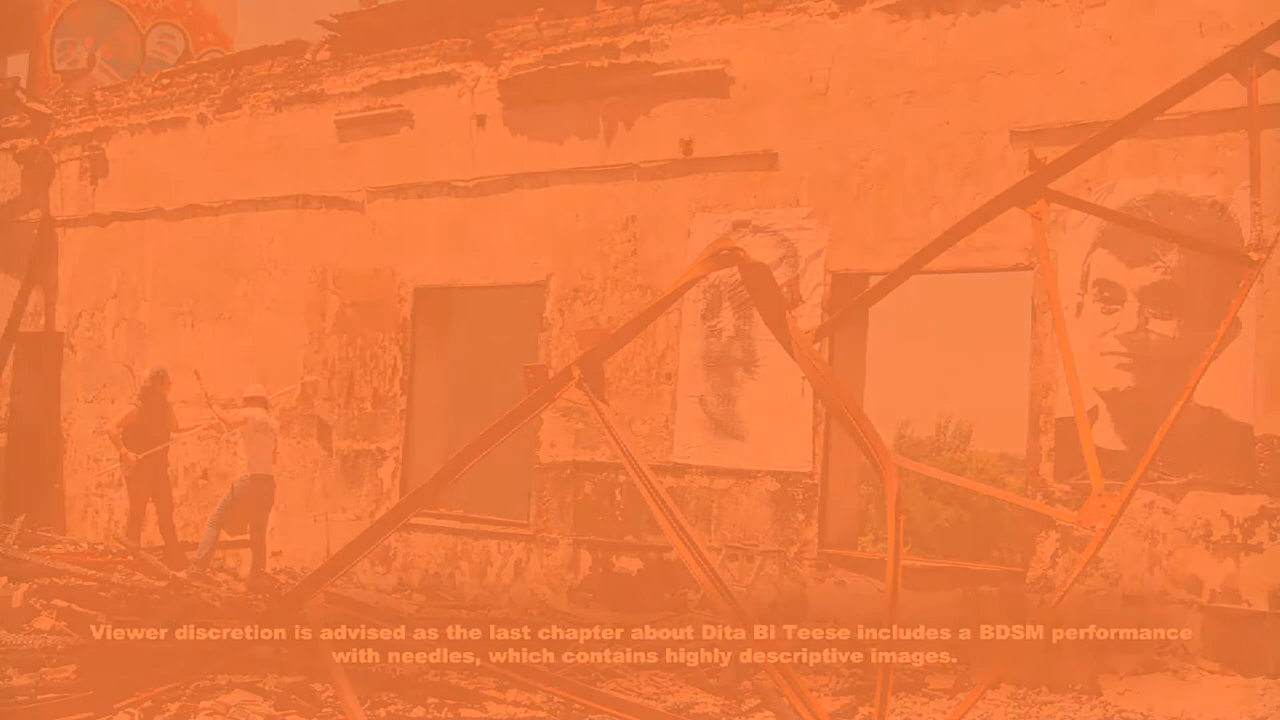 Viewer discretion is advised as the last chapter about Dita Bi Teese includes a BDSM performance
with needles, which contains highly descriptive images.